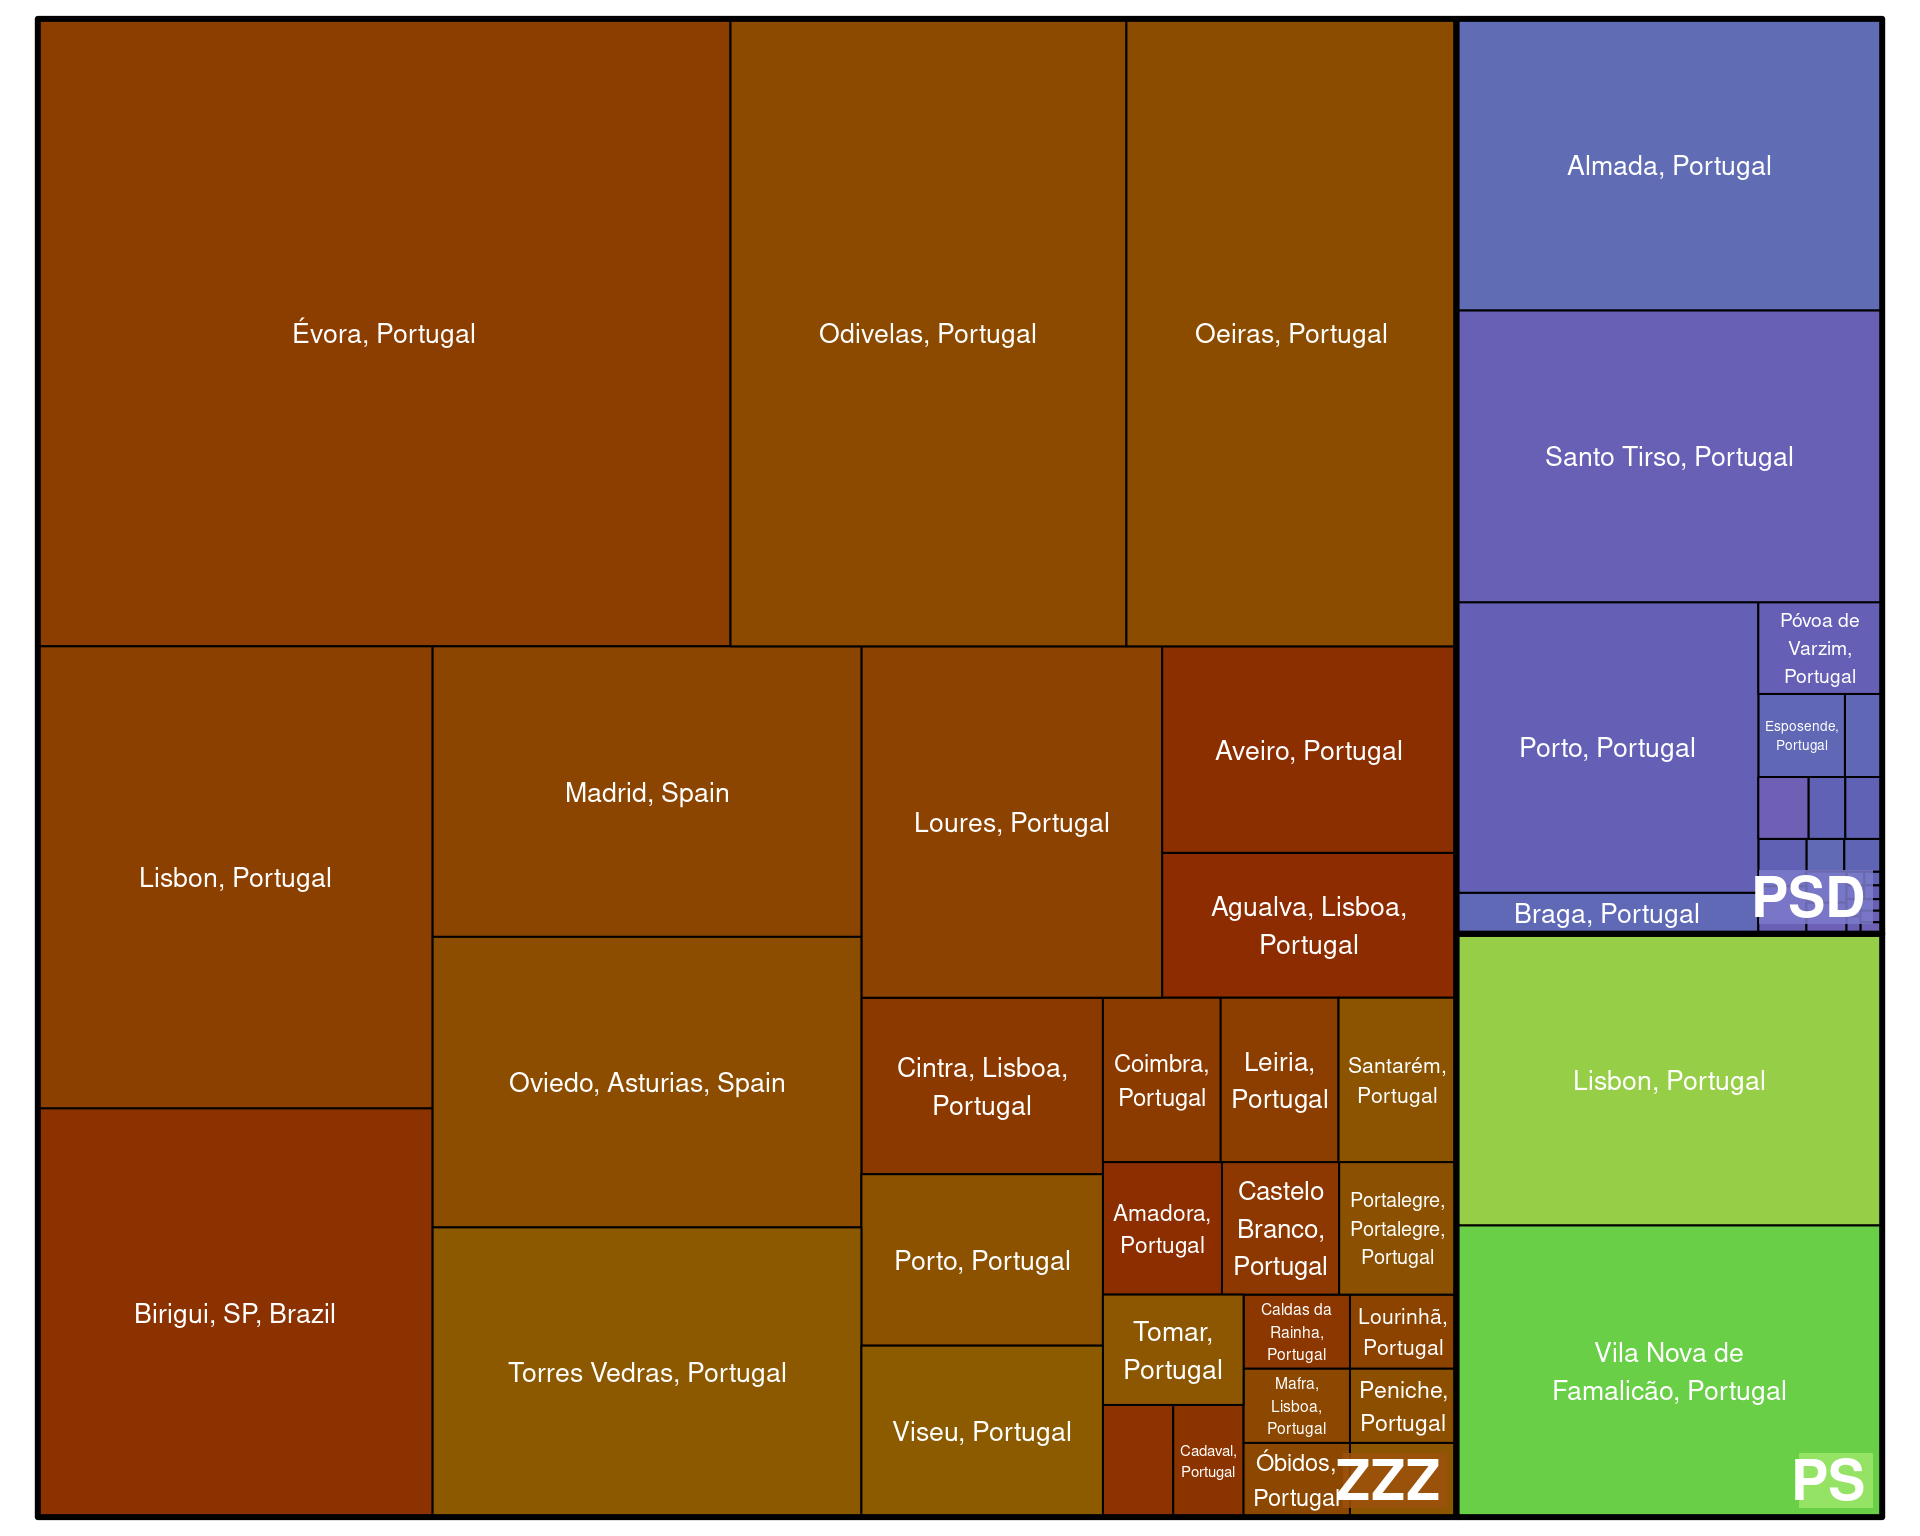 Évora, Portugal
Odivelas, Portugal
Oeiras, Portugal
Almada, Portugal
Santo Tirso, Portugal
Porto, Portugal
Póvoa de
Varzim,
Portugal
Esposende,
Portugal
Braga, Portugal
PSD
Lisbon, Portugal
Birigui, SP, Brazil
Madrid, Spain
Oviedo, Asturias, Spain
Torres Vedras, Portugal
Loures, Portugal
Aveiro, Portugal
Agualva, Lisboa,
Portugal
Cintra, Lisboa,
Portugal
Porto, Portugal
Viseu, Portugal
Coimbra,
Portugal
Leiria,
Portugal
Santarém,
Portugal
Amadora,
Portugal
Castelo
Branco,
Portugal
Portalegre,
Portalegre,
Portugal
Tomar,
Portugal
Caldas da
Rainha,
Portugal
Lourinhã,
Portugal
Mafra,
Lisboa,
Portugal
Peniche,
Portugal
Cadaval,
Portugal
Óbidos,
Portugal
ZZZ
Lisbon, Portugal
Vila Nova de
Famalicão, Portugal
PS